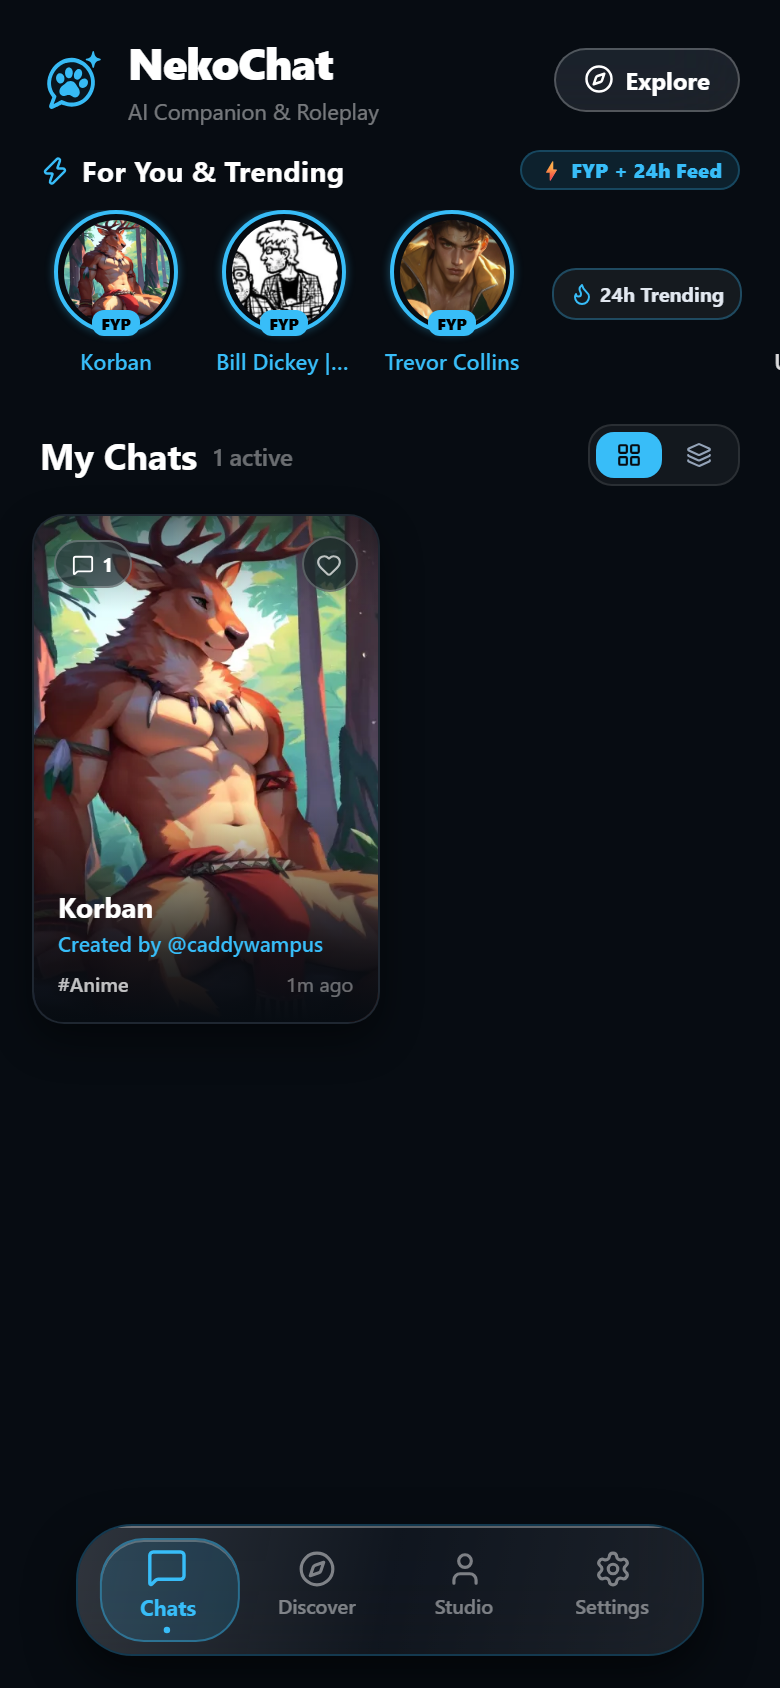 NekoChat
AI Companion & Roleplay
Explore
For You & Trending
FYP + 24h Feed
FYP
FYP
FYP
24h Trending
Korban
Bill Dickey |...
Trevor Collins
My Chats
1 active
1
Korban
Created by @caddywampus
#Anime
1m ago
Chats
Discover
Studio
Settings